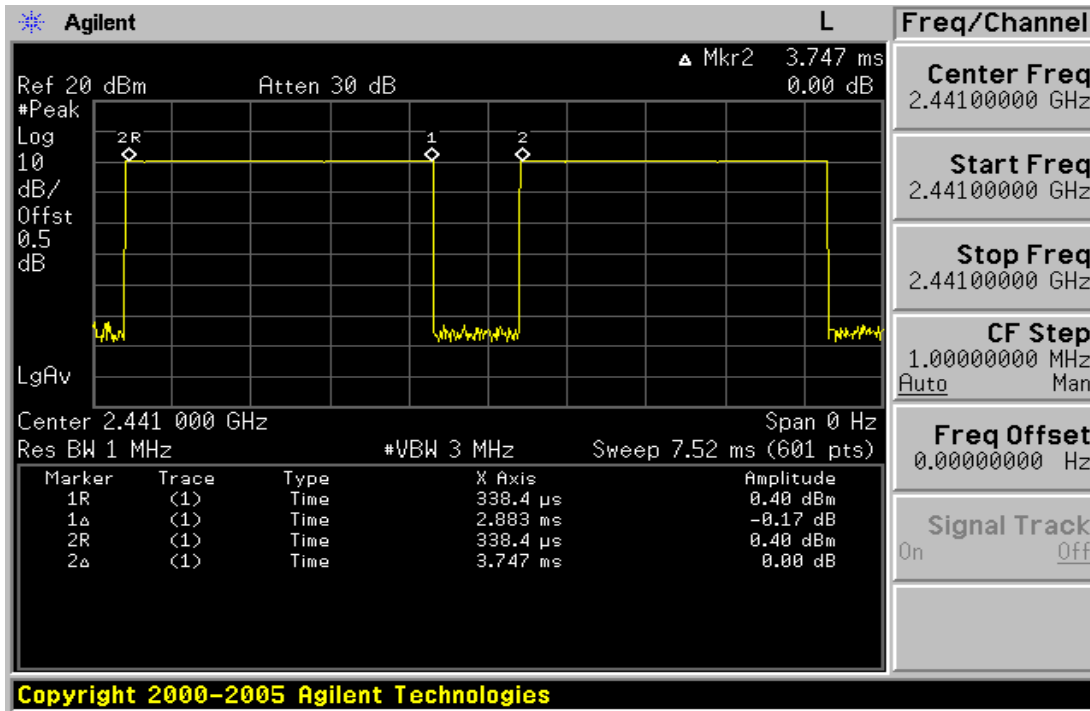 Agilent L Freq/Channel
△ Mkr2 3.747 ms
Ref 20 dBm Atten 30 dB 0.00 dB
#Peak
Log
10
dB/
Offst
0.5
dB
2R 1 2
LgAv
Center 2.441 000 GHz Span 0 Hz
Res BW 1 MHz #VBW 3 MHz Sweep 7.52 ms (601 pts)
Marker Trace Type X Axis Amplitude
1R (1) Time 338.4 µs 0.40 dBm
1△ (1) Time 2.883 ms -0.17 dB
2R (1) Time 338.4 µs 0.40 dBm
2△ (1) Time 3.747 ms 0.00 dB
Center Freq
2.44100000 GHz
Start Freq
2.44100000 GHz
Stop Freq
2.44100000 GHz
CF Step
1.00000000 MHz
Auto Man
Freq Offset
0.00000000 Hz
Signal Track
On Off
Copyright 2000-2005 Agilent Technologies